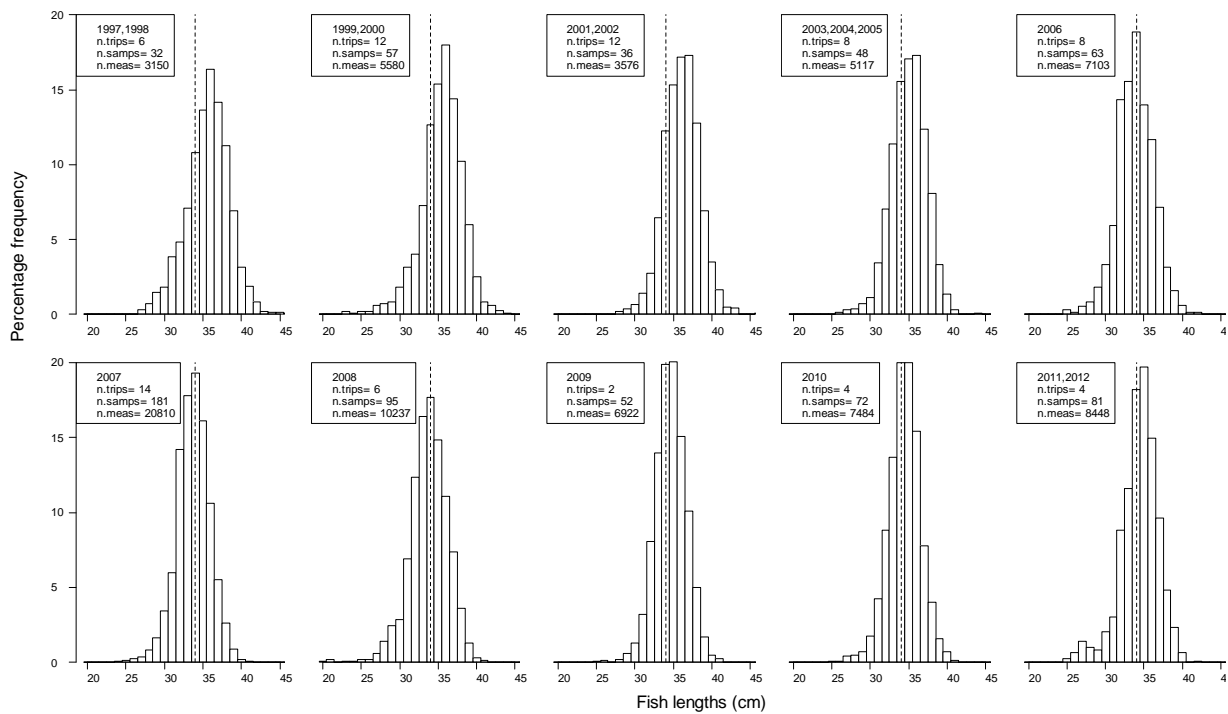 20
15
10
5
0
1997,1998
n.trips= 6
n.samps= 32
n.meas= 3150
1999,2000
n.trips= 12
n.samps= 57
n.meas= 5580
2001,2002
n.trips= 12
n.samps= 36
n.meas= 3576
2003,2004,2005
n.trips= 8
n.samps= 48
n.meas= 5117
2006
n.trips= 8
n.samps= 63
n.meas= 7103
20 25 30 35 40 45
20 25 30 35 40 45
20 25 30 35 40 45
20 25 30 35 40 45
20 25 30 35 40 45
Percentage frequency
20
15
10
5
0
2007
n.trips= 14
n.samps= 181
n.meas= 20810
2008
n.trips= 6
n.samps= 95
n.meas= 10237
2009
n.trips= 2
n.samps= 52
n.meas= 6922
2010
n.trips= 4
n.samps= 72
n.meas= 7484
2011,2012
n.trips= 4
n.samps= 81
n.meas= 8448
20 25 30 35 40 45
20 25 30 35 40 45
20 25 30 35 40 45
20 25 30 35 40 45
20 25 30 35 40
Fish lengths (cm)